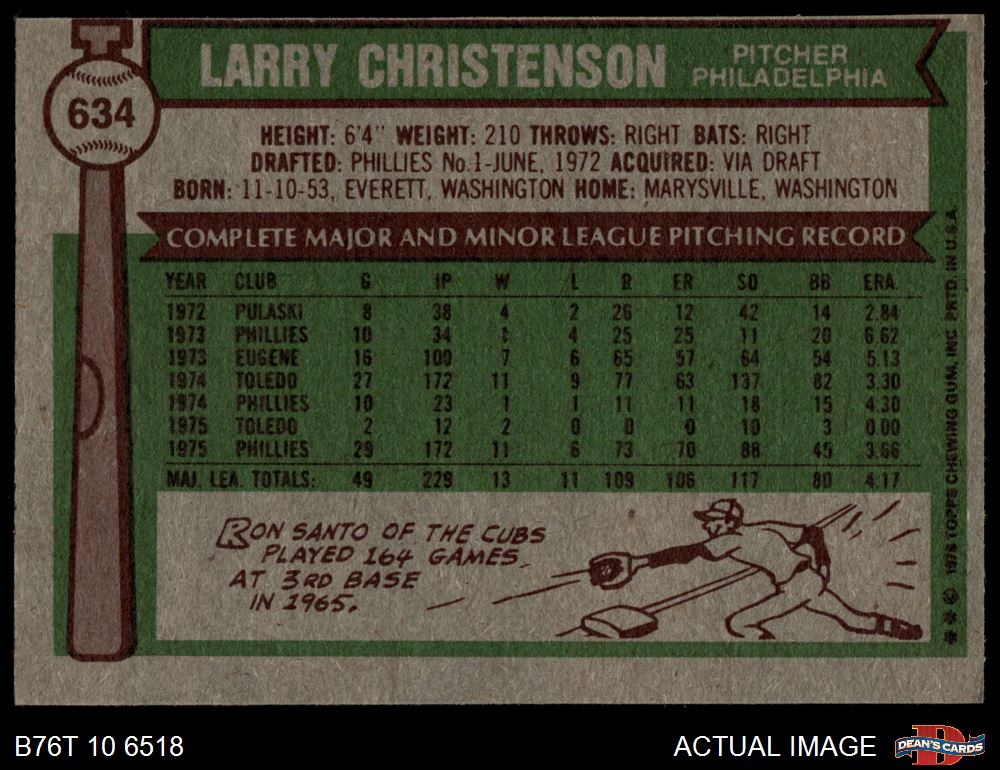 634
LARRY CHRISTENSON
PITCHER
PHILADELPHIA
HEIGHT: 6'4" WEIGHT: 210 THROWS: RIGHT BATS: RIGHT
DRAFTED: PHILLIES No.1-JUNE, 1972 ACQUIRED: VIA DRAFT
BORN: 11-10-53, EVERETT, WASHINGTON HOME: MARYSVILLE, WASHINGTON
COMPLETE MAJOR AND MINOR LEAGUE PITCHING RECORD
YEAR CLUB G IP W L R ER SO BB ERA
1972 PULASKI 8 38 4 2 26 12 42 14 2.84
1973 PHILLIES 10 34 1 4 25 25 11 20 6.62
1973 EUGENE 16 100 7 6 65 57 64 54 5.13
1974 TOLEDO 27 172 11 9 77 63 137 82 3.30
1974 PHILLIES 10 23 1 1 11 11 18 15 4.30
1975 TOLEDO 2 12 2 0 0 0 10 3 0.00
1975 PHILLIES 29 172 11 6 73 70 88 45 3.66
MAJ. LEA. TOTALS: 49 229 13 11 109 106 117 80 4.17
RON SANTO OF THE CUBS
PLAYED 164 GAMES
AT 3RD BASE
IN 1965.
** © 1976 TOPPS CHEWING GUM, INC. PRTD. IN U.S.A.
B76T 10 6518
ACTUAL IMAGE
D
DEAN'S CARDS